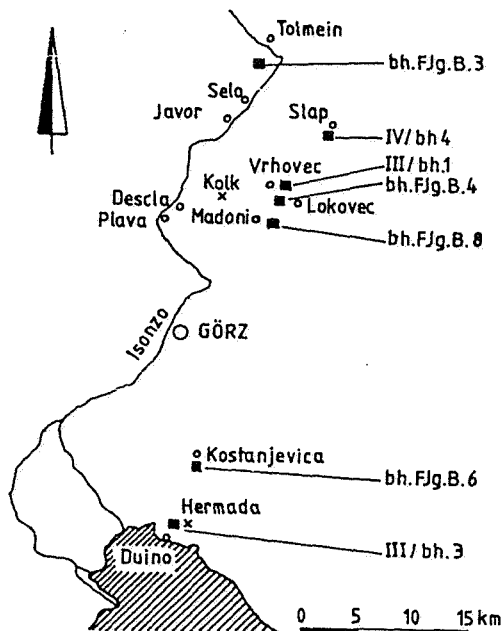 Tolmein
bh.FJg.B.3
Sela
Javor
Slap
IV/bh4
III/bh.1
Vrhovec
Kolk
bh.FJg.B.4
Descla
Lokovec
Plava
Madoni
bh.FJg.B.8
Isonzo
GÖRZ
Kostanjevica
bh.FJg.B.6
Hermada
III/bh.3
Duino
0 5 10 15 km